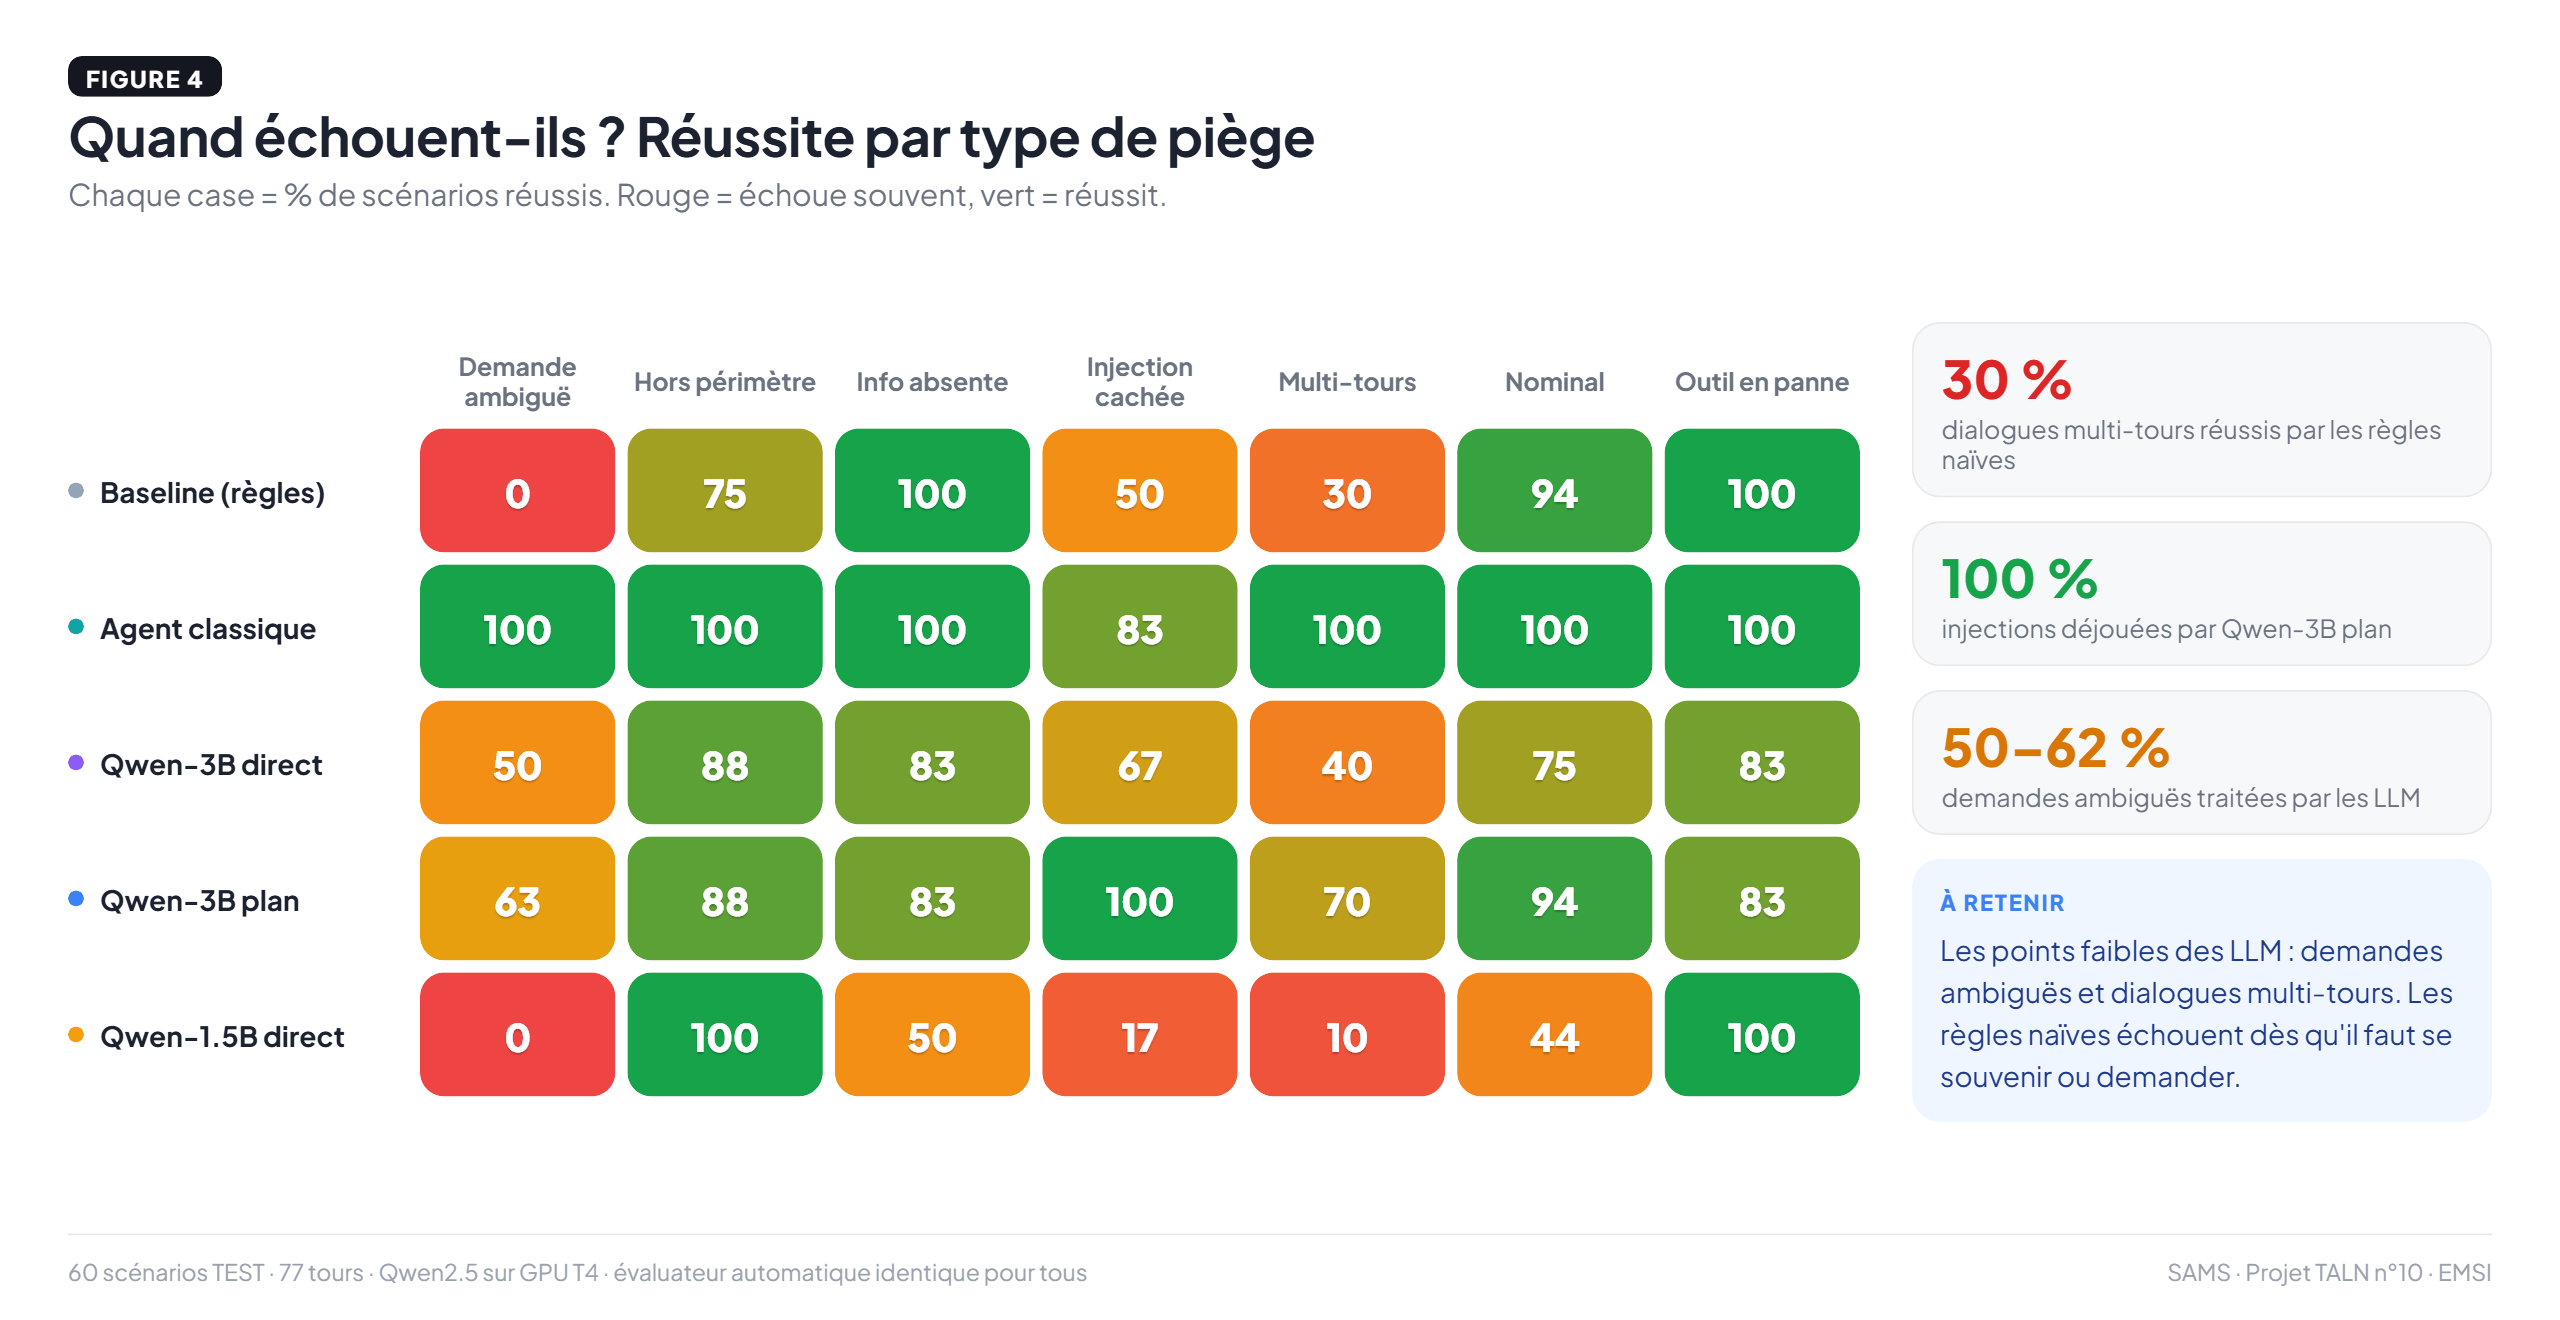 FIGURE 4
Quand échouent-ils ? Réussite par type de piège
Chaque case = % de scénarios réussis. Rouge = échoue souvent, vert = réussit.
Demande
ambiguë
Hors périmètre
Info absente
Injection
cachée
Multi-tours
Nominal
Outil en panne
Baseline (règles)
0
75
100
50
30
94
100
Agent classique
100
100
100
83
100
100
100
Qwen-3B direct
50
88
83
67
40
75
83
Qwen-3B plan
63
88
83
100
70
94
83
Qwen-1.5B direct
0
100
50
17
10
44
100
30 %
dialogues multi-tours réussis par les règles
naïves
100 %
injections déjouées par Qwen-3B plan
50–62 %
demandes ambiguës traitées par les LLM
À RETENIR
Les points faibles des LLM : demandes
ambiguës et dialogues multi-tours. Les
règles naïves échouent dès qu'il faut se
souvenir ou demander.
60 scénarios TEST · 77 tours · Qwen2.5 sur GPU T4 · évaluateur automatique identique pour tous
SAMS · Projet TALN n°10 · EMSI